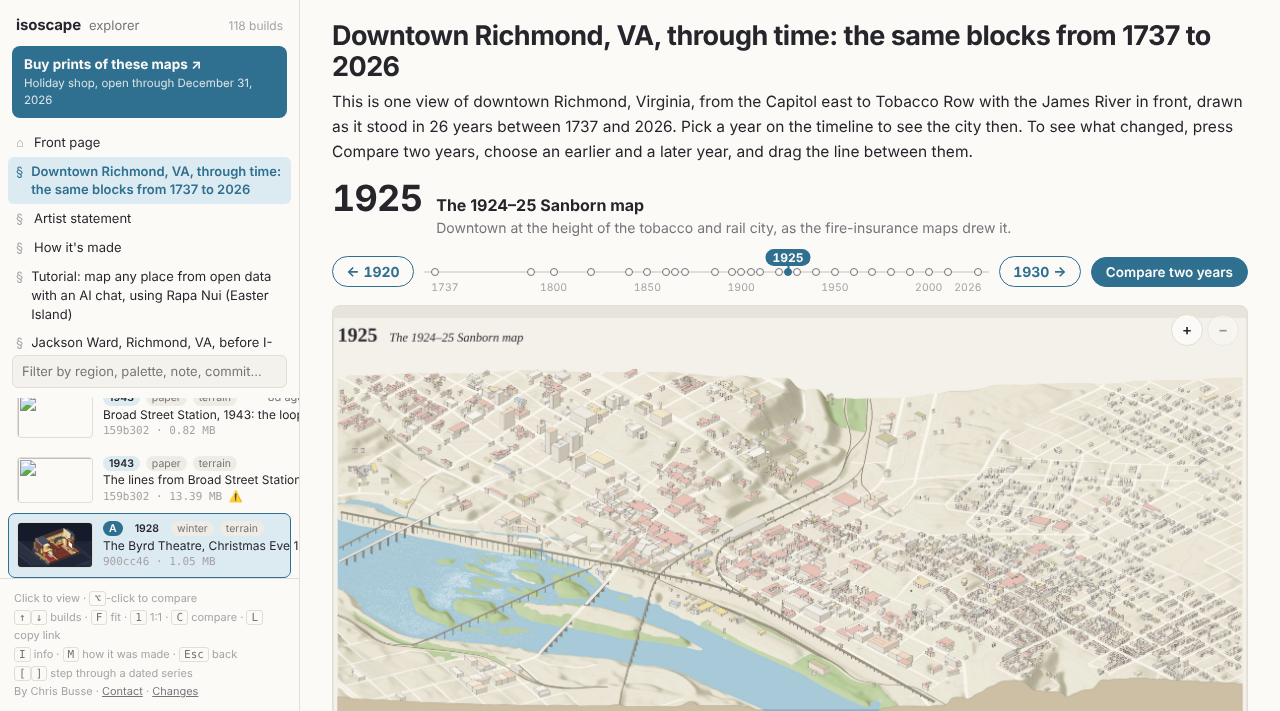 isoscape explorer 118 builds
Buy prints of these maps ↗
Holiday shop, open through December 31,
2026
⌂ Front page
§ Downtown Richmond, VA, through time:
the same blocks from 1737 to 2026
§ Artist statement
§ How it's made
§ Tutorial: map any place from open data
with an AI chat, using Rapa Nui (Easter
Island)
§ Jackson Ward, Richmond, VA, before I-
Filter by region, palette, note, commit...
1943 paper terrain
Broad Street Station, 1943: the loop
159b302 · 0.82 MB
1943 paper terrain
The lines from Broad Street Station
159b302 · 13.39 MB ⚠️
A 1928 winter terrain
The Byrd Theatre, Christmas Eve 1
900cc46 · 1.05 MB
Click to view · ⌥-click to compare
↑ ↓ builds · F fit · 1 1:1 · C compare · L
copy link
I info · M how it was made · Esc back
[ ] step through a dated series
By Chris Busse · Contact · Changes
Downtown Richmond, VA, through time: the same blocks from 1737 to
2026
This is one view of downtown Richmond, Virginia, from the Capitol east to Tobacco Row with the James River in front, drawn
as it stood in 26 years between 1737 and 2026. Pick a year on the timeline to see the city then. To see what changed, press
Compare two years, choose an earlier and a later year, and drag the line between them.
1925 The 1924–25 Sanborn map
Downtown at the height of the tobacco and rail city, as the fire-insurance maps drew it.
← 1920
1925
1737 1800 1850 1900 1950 2000 2026
1930 →
Compare two years
1925 The 1924–25 Sanborn map
+ −